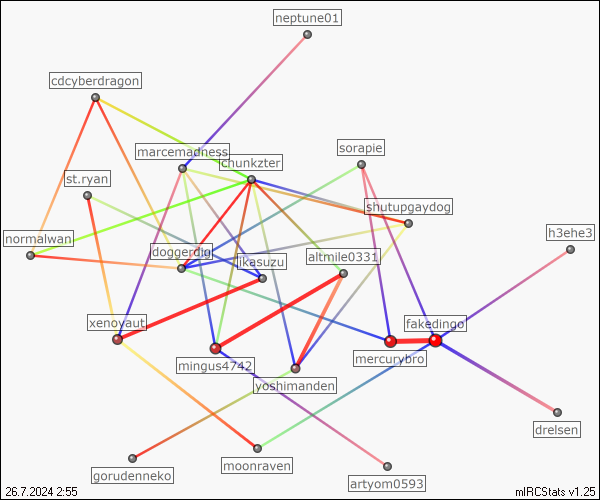 neptune01
cdcyberdragon
marcemadness
sorapie
chunkzter
st.ryan
shutupgaydog
normalwan
h3ehe3
doggerdig
jkasuzu
altmile0331
xenovaut
fakedingo
mercurybro
mingus4742
yoshimanden
drelsen
moonraven
gorudenneko
artyom0593
26.7.2024 2:55
mIRCStats v1.25